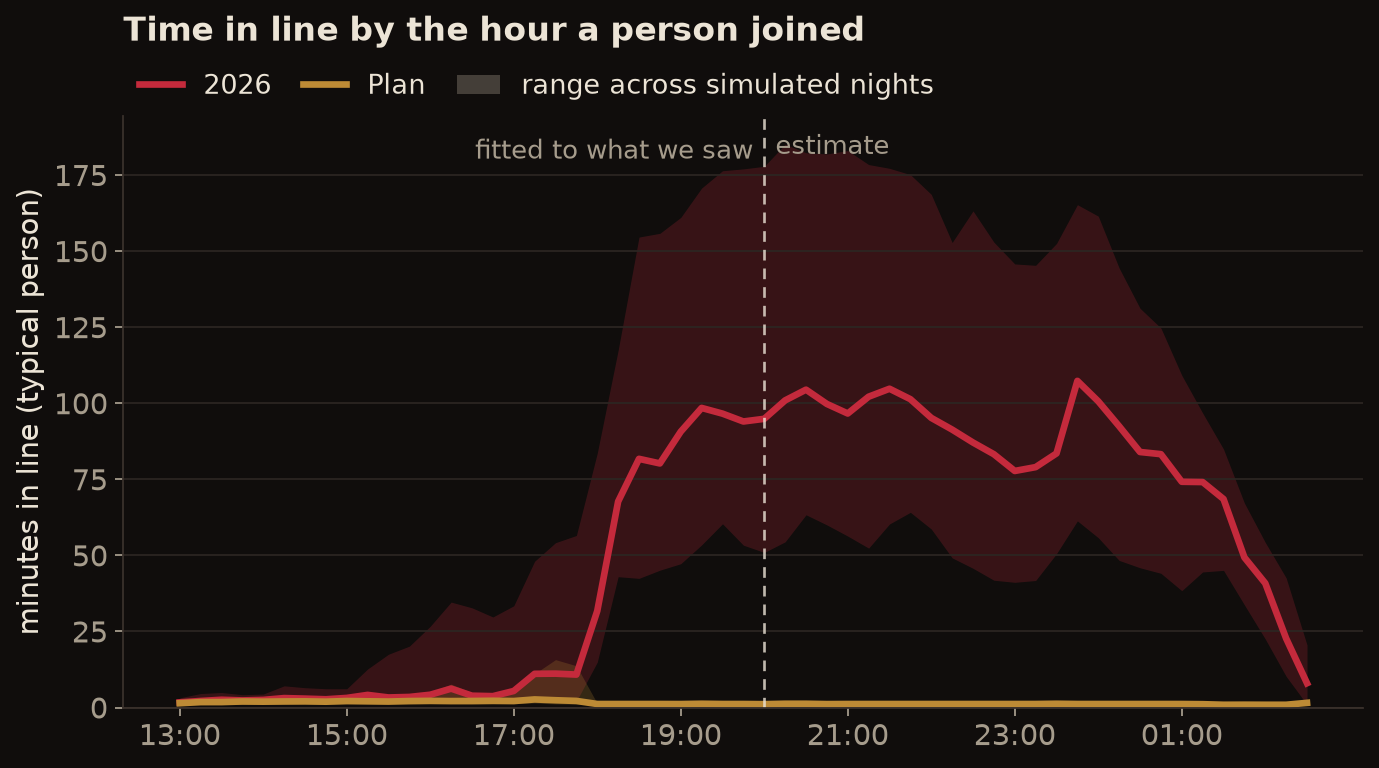 Time in line by the hour a person joined
2026 Plan range across simulated nights
fitted to what we saw estimate
minutes in line (typical person)
175
150
125
100
75
50
25
0
13:00 15:00 17:00 19:00 21:00 23:00 01:00